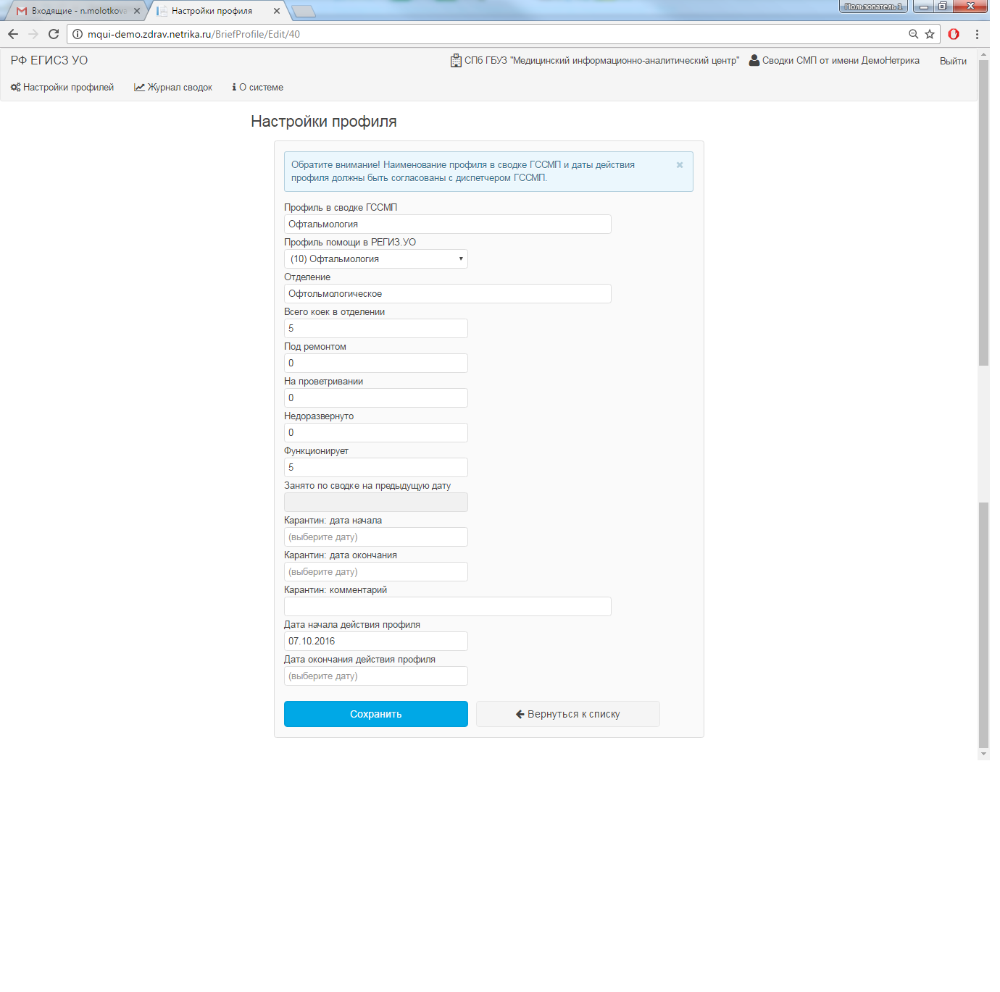 Входящие - n.molotkova
Настройки профиля
Пользователь 1
mqui-demo.zdrav.netrika.ru/BriefProfile/Edit/40
РФ ЕГИСЗ УО
СПб ГБУЗ "Медицинский информационно-аналитический центр"
Сводки СМП от имени ДемоНетрика
Выйти
Настройки профилей
Журнал сводок
О системе
Настройки профиля
Обратите внимание! Наименование профиля в сводке ГССМП и даты действия
профиля должны быть согласованы с диспетчером ГССМП.
Профиль в сводке ГССМП
Офтальмология
Профиль помощи в РЕГИЗ.УО
(10) Офтальмология
Отделение
Офтольмологическое
Всего коек в отделении
5
Под ремонтом
0
На проветривании
0
Недоразвернуто
0
Функционирует
5
Занято по сводке на предыдущую дату
Карантин: дата начала
(выберите дату)
Карантин: дата окончания
(выберите дату)
Карантин: комментарий
Дата начала действия профиля
07.10.2016
Дата окончания действия профиля
(выберите дату)
Сохранить
Вернуться к списку